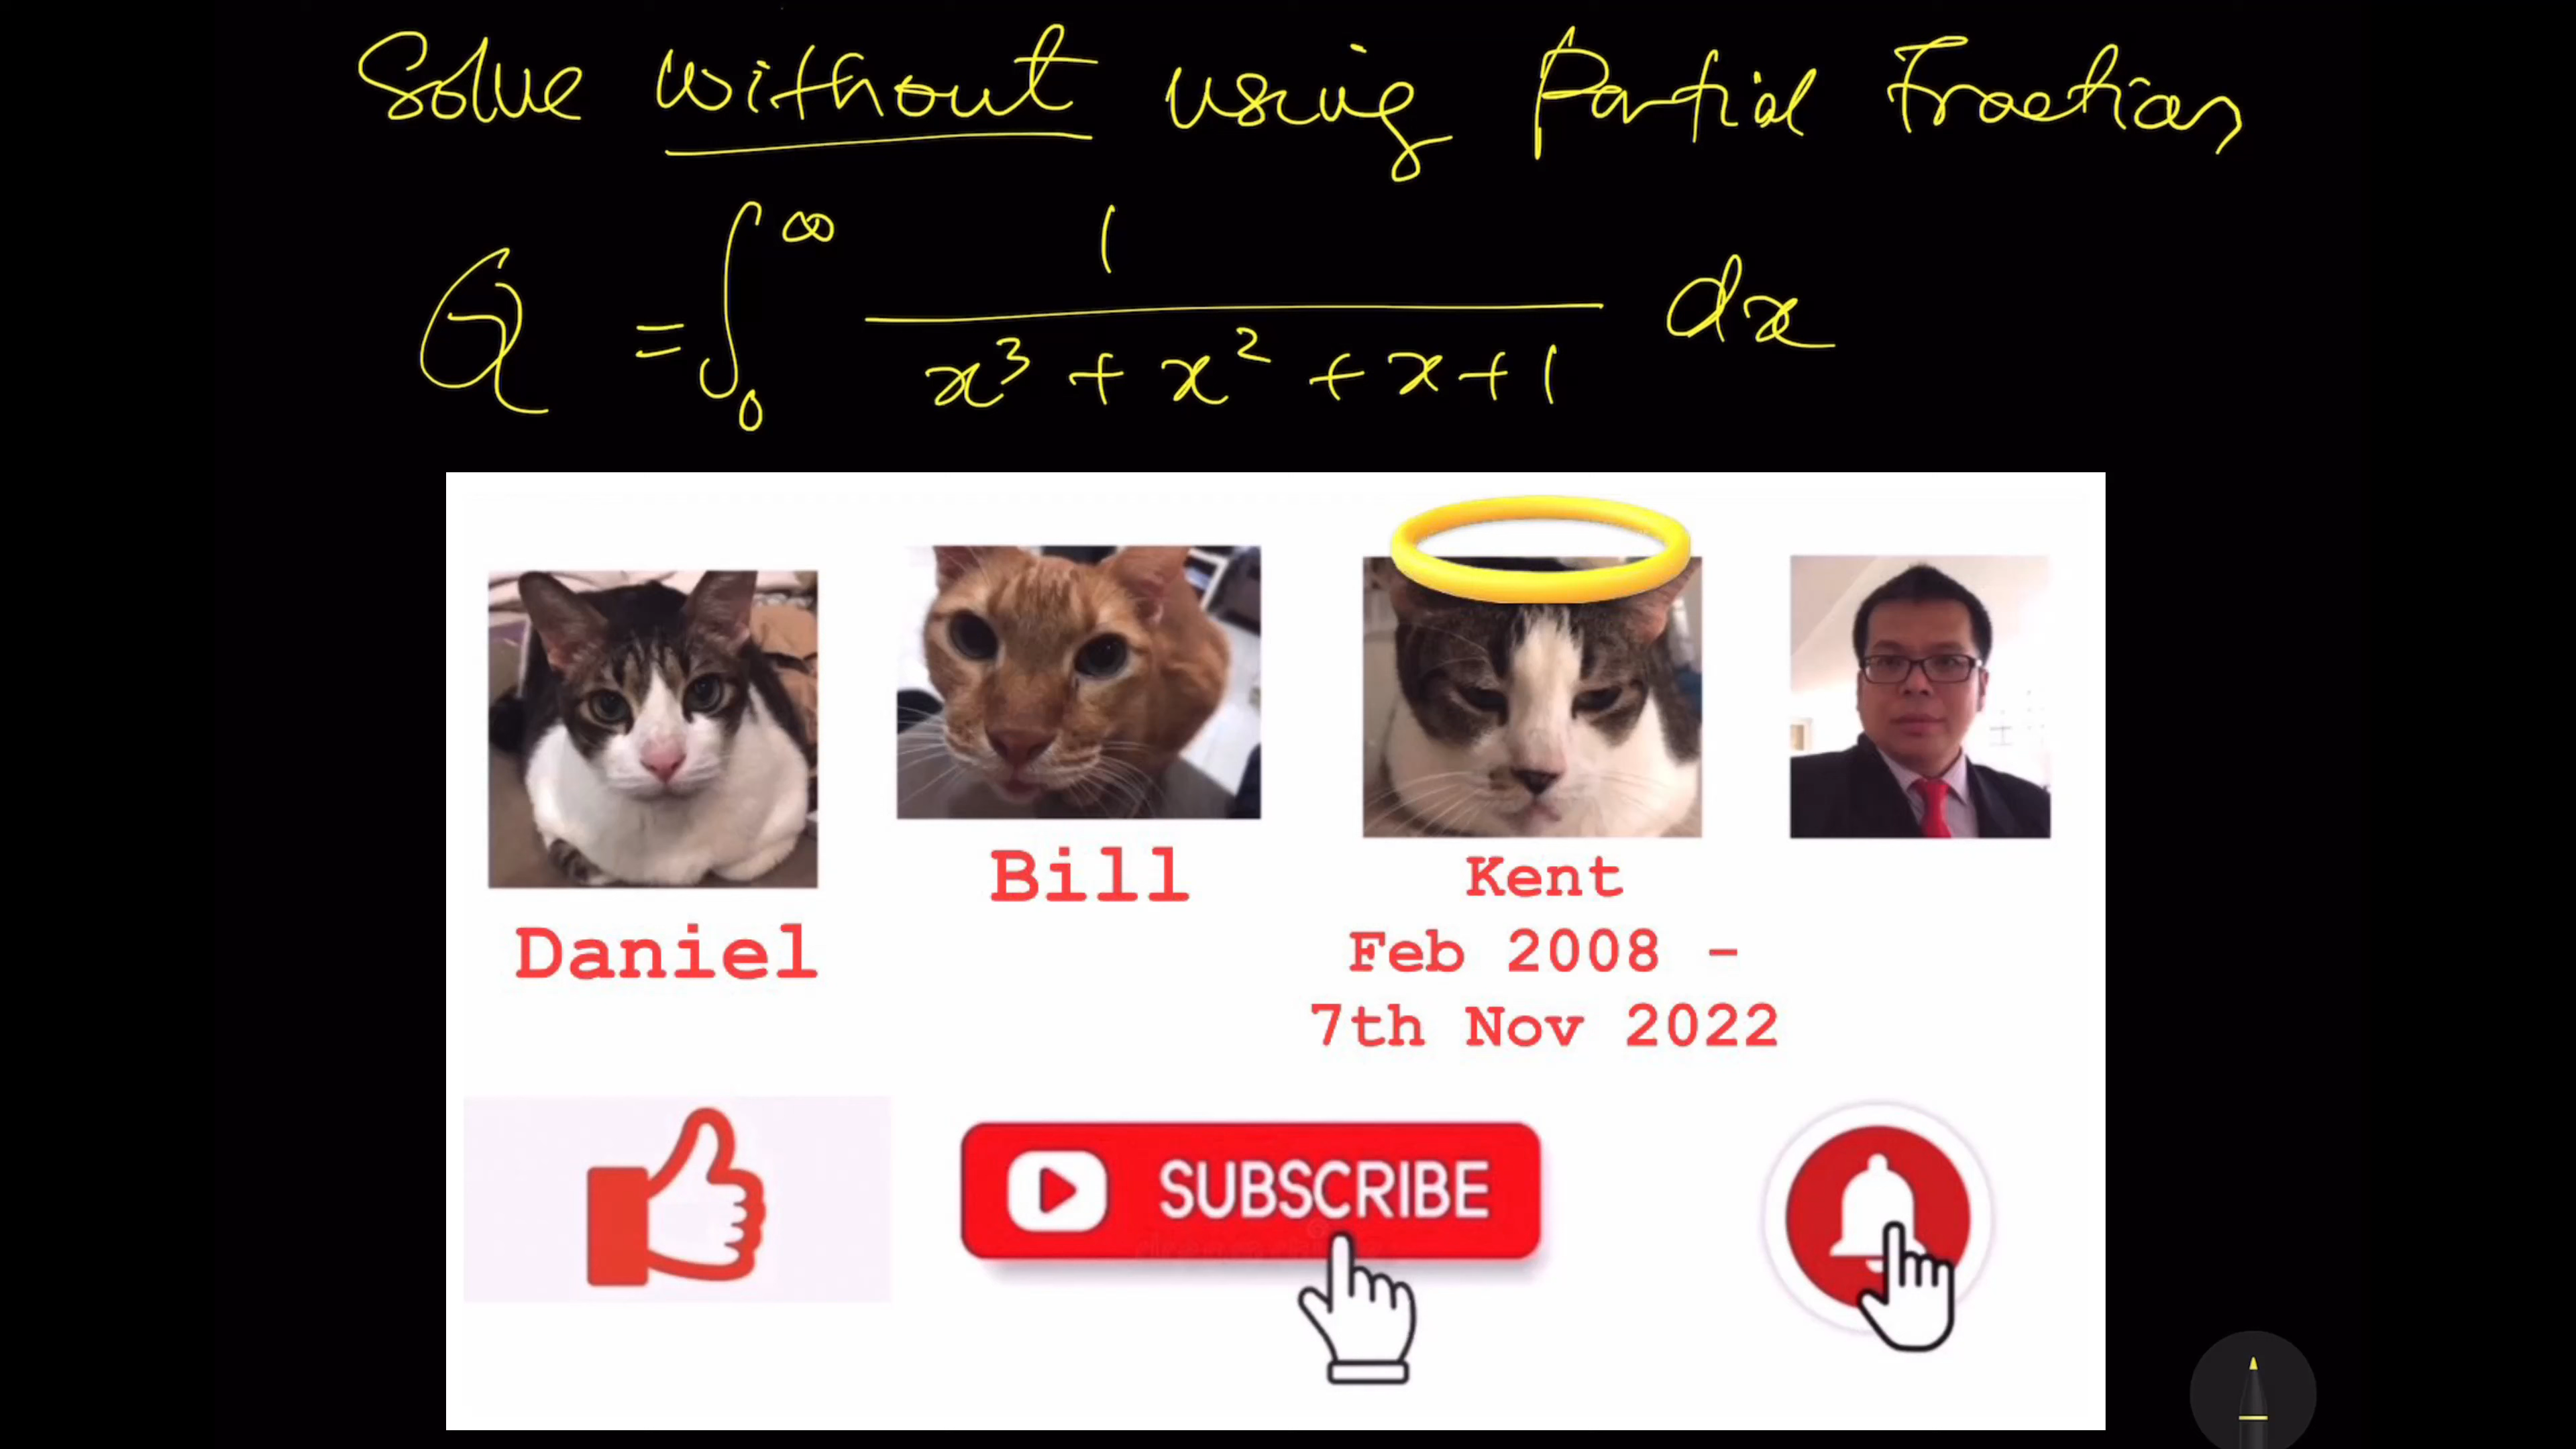 Solve without using Partial Fraction
Q = ∫₀^∞ 1/(x³ + x² + x + 1) dx
Daniel
Bill
Kent
Feb 2008 -
7th Nov 2022
SUBSCRIBE